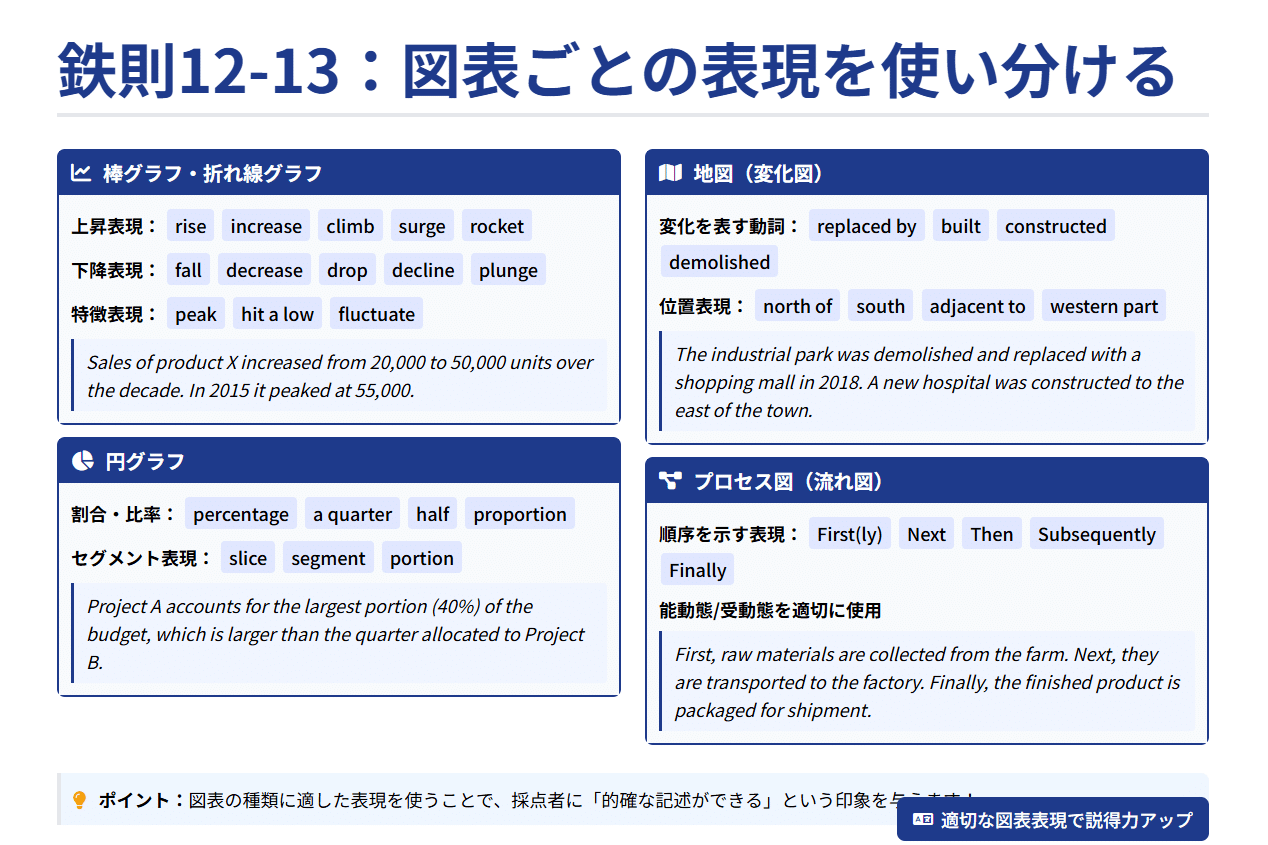 鉄則12-13：図表ごとの表現を使い分ける
棒グラフ・折れ線グラフ
上昇表現： rise increase climb surge rocket
下降表現： fall decrease drop decline plunge
特徴表現： peak hit a low fluctuate
Sales of product X increased from 20,000 to 50,000 units over
the decade. In 2015 it peaked at 55,000.
円グラフ
割合・比率： percentage a quarter half proportion
セグメント表現： slice segment portion
Project A accounts for the largest portion (40%) of the
budget, which is larger than the quarter allocated to Project
B.
地図（変化図）
変化を表す動詞： replaced by built constructed
demolished
位置表現： north of south adjacent to western part
The industrial park was demolished and replaced with a
shopping mall in 2018. A new hospital was constructed to the
east of the town.
プロセス図（流れ図）
順序を示す表現： First(ly) Next Then Subsequently
Finally
能動態/受動態を適切に使用
First, raw materials are collected from the farm. Next, they
are transported to the factory. Finally, the finished product is
packaged for shipment.
ポイント：図表の種類に適した表現を使うことで、採点者に「的確な記述ができる」という印象を
適切な図表表現で説得力アップ